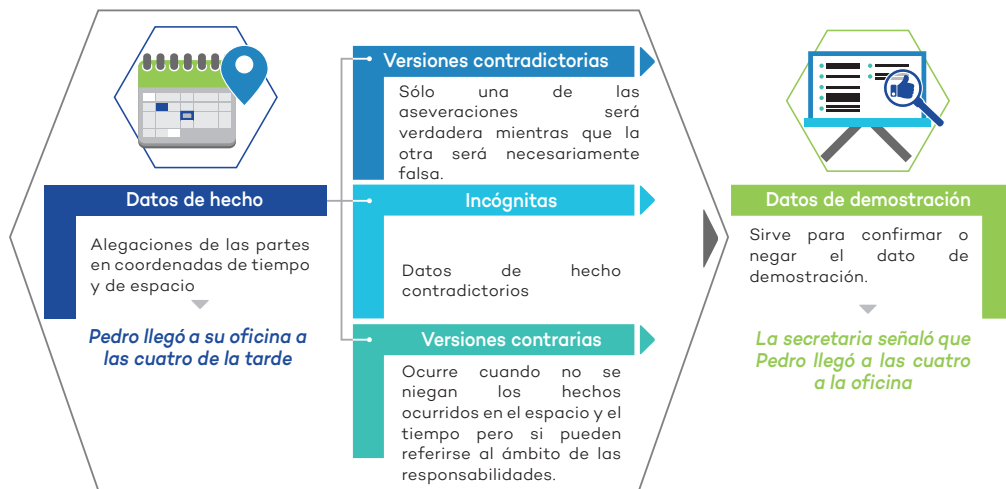 Datos de hecho
Alegaciones de las partes
en coordenadas de tiempo
y de espacio
Pedro llegó a su oficina a
las cuatro de la tarde
Versiones contradictorias
Sólo una de las
aseveraciones será
verdadera mientras que la
otra será necesariamente
falsa.
Incógnitas
Datos de hecho
contradictorios
Versiones contrarias
Ocurre cuando no se
niegan los hechos
ocurridos en el espacio y el
tiempo pero si pueden
referirse al ámbito de las
responsabilidades.
Datos de demostración
Sirve para confirmar o
negar el dato de
demostración.
La secretaria señaló que
Pedro llegó a las cuatro
a la oficina